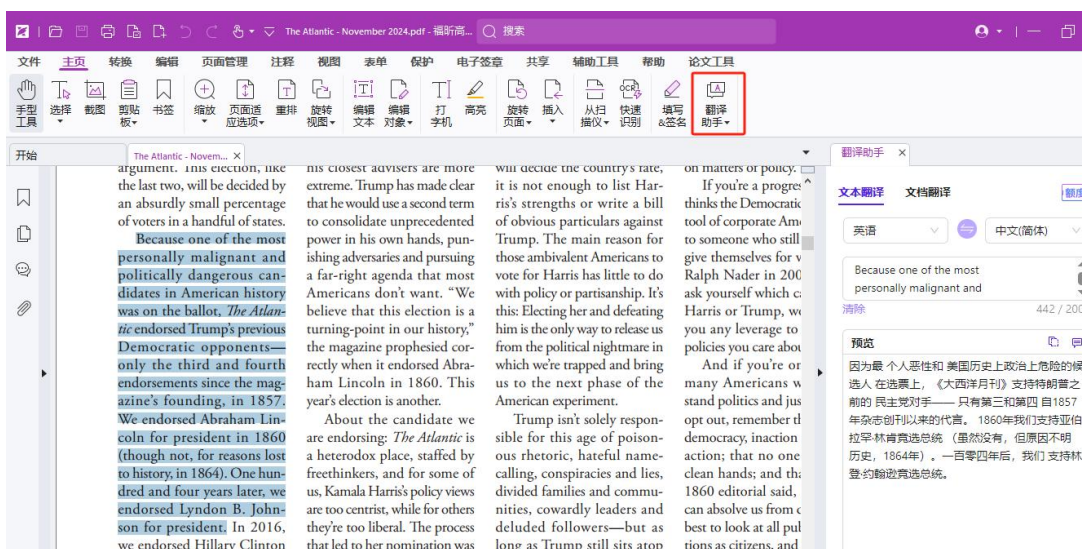 The Atlantic - November 2024.pdf - 福昕高... 搜索
文件 主页 转换 编辑 页面管理 注释 视图 表单 保护 电子签章 共享 辅助工具 帮助 论文工具
手型工具 选择 截图 剪贴板 书签 缩放 页面适应选项 重排 旋转视图 编辑文本 编辑对象 打字机 高亮 旋转页面 插入 从扫描仪 快速识别 填写&签名 翻译助手
开始
The Atlantic - Novem...
argument. This election, like
the last two, will be decided by
an absurdly small percentage
of voters in a handful of states.
Because one of the most
personally malignant and
politically dangerous can-
didates in American history
was on the ballot, The Atlan-
tic endorsed Trump's previous
Democratic opponents—
only the third and fourth
endorsements since the mag-
azine's founding, in 1857.
We endorsed Abraham Lin-
coln for president in 1860
(though not, for reasons lost
to history, in 1864). One hun-
dred and four years later, we
endorsed Lyndon B. John-
son for president. In 2016,
we endorsed Hillary Clinton
his closest advisers are more
extreme. Trump has made clear
that he would use a second term
to consolidate unprecedented
power in his own hands, pun-
ishing adversaries and pursuing
a far-right agenda that most
Americans don't want. "We
believe that this election is a
turning-point in our history,"
the magazine prophesied cor-
rectly when it endorsed Abra-
ham Lincoln in 1860. This
year's election is another.
About the candidate we
are endorsing: The Atlantic is
a heterodox place, staffed by
freethinkers, and for some of
us, Kamala Harris's policy views
are too centrist, while for others
they're too liberal. The process
that led to her nomination was
will decide the country's fate,
it is not enough to list Har-
ris's strengths or write a bill
of obvious particulars against
Trump. The main reason for
those ambivalent Americans to
vote for Harris has little to do
with policy or partisanship. It's
this: Electing her and defeating
him is the only way to release us
from the political nightmare in
which we're trapped and bring
us to the next phase of the
American experiment.
Trump isn't solely respon-
sible for this age of poison-
ous rhetoric, hateful name-
calling, conspiracies and lies,
divided families and commu-
nities, cowardly leaders and
deluded followers—but as
long as Trump still sits atop
on matters of policy.
If you're a progres
thinks the Democratic
tool of corporate Am
to someone who still
give themselves for v
Ralph Nader in 200
ask yourself which c
Harris or Trump, w
you any leverage to
policies you care abou
And if you're or
many Americans w
stand politics and jus
opt out, remember th
democracy, inaction
action; that no one
clean hands; and tha
1860 editorial said,
can absolve us from c
best to look at all pul
tions as citizens, and
翻译助手
文本翻译 文档翻译 额度
英语 中文(简体)
Because one of the most
personally malignant and
清除 442 / 200
预览
因为最 个人恶性和 美国历史上政治上危险的候
选人 在选票上，《大西洋月刊》支持特朗普之
前的 民主党对手—— 只有第三和第四 自1857
年杂志创刊以来的代言。 1860年我们支持亚伯
拉罕·林肯竞选总统 （虽然没有，但原因不明
历史，1864年）。一百零四年后，我们 支持林
登·约翰逊竞选总统。